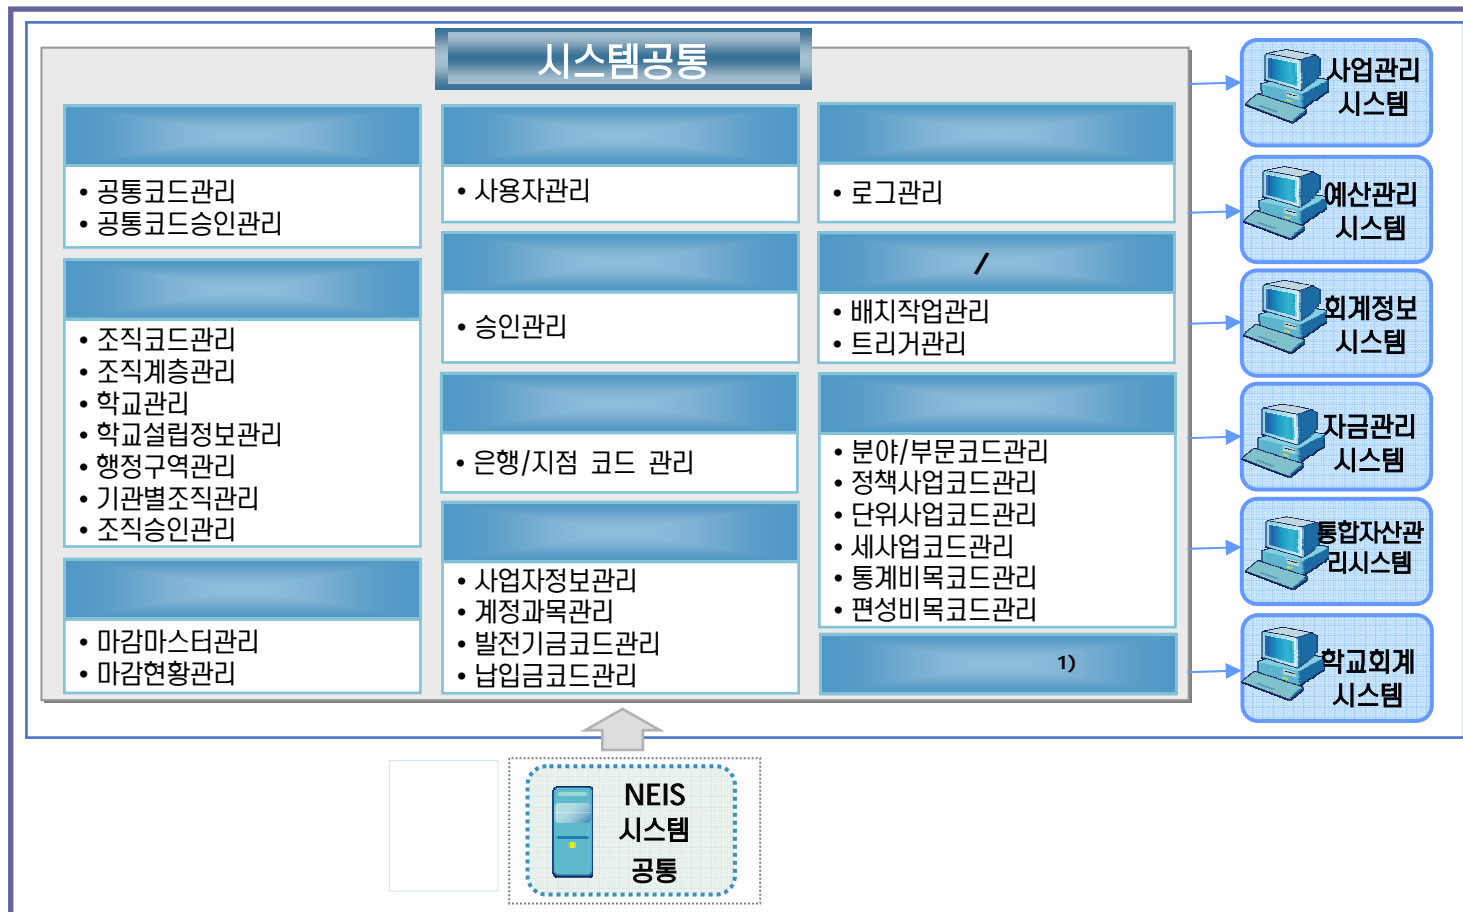 시스템공통
• 공통코드관리
• 공통코드승인관리
• 조직코드관리
• 조직계층관리
• 학교관리
• 학교설립정보관리
• 행정구역관리
• 기관별조직관리
• 조직승인관리
• 마감마스터관리
• 마감현황관리
• 사용자관리
• 승인관리
• 은행/지점 코드 관리
• 사업자정보관리
• 계정과목관리
• 발전기금코드관리
• 납입금코드관리
• 로그관리
/
• 배치작업관리
• 트리거관리
• 분야/부문코드관리
• 정책사업코드관리
• 단위사업코드관리
• 세사업코드관리
• 통계비목코드관리
• 편성비목코드관리
1)
사업관리
시스템
예산관리
시스템
회계정보
시스템
자금관리
시스템
통합자산관
리시스템
학교회계
시스템
NEIS
시스템
공통